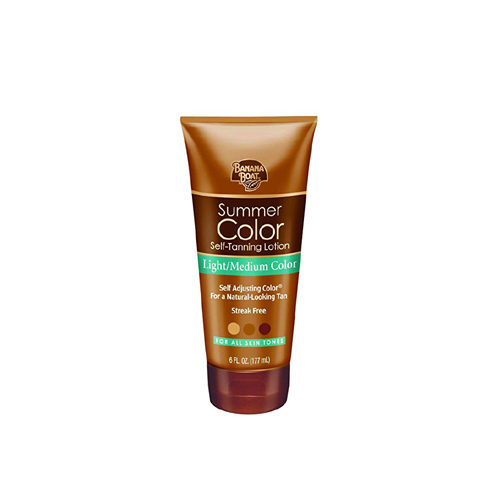 BANANA
BOAT
Summer
Color
Self-Tanning Lotion
Light/Medium Color
Self Adjusting Color®
For a Natural-Looking Tan
Streak Free
FOR ALL SKIN TONES
6 FL. OZ. (177 mL)